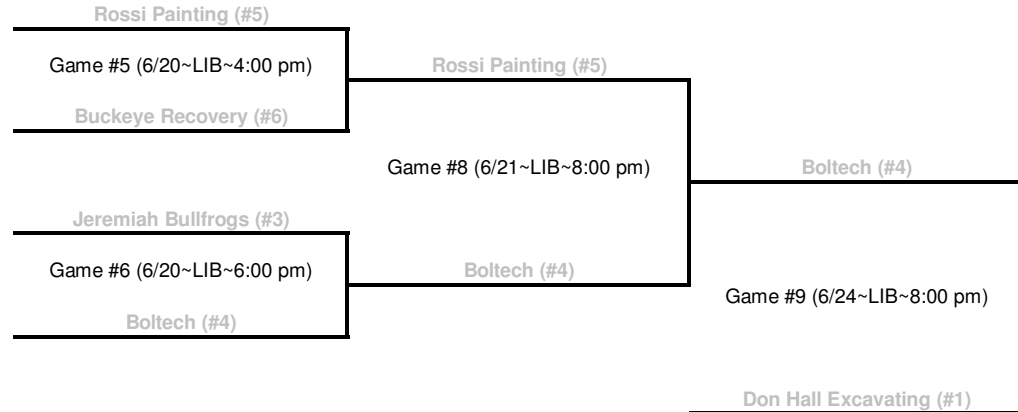 Rossi Painting (#5)
Game #5 (6/20~LIB~4:00 pm)
Rossi Painting (#5)
Buckeye Recovery (#6)
Game #8 (6/21~LIB~8:00 pm)
Boltech (#4)
Jeremiah Bullfrogs (#3)
Game #6 (6/20~LIB~6:00 pm)
Boltech (#4)
Game #9 (6/24~LIB~8:00 pm)
Boltech (#4)
Don Hall Excavating (#1)